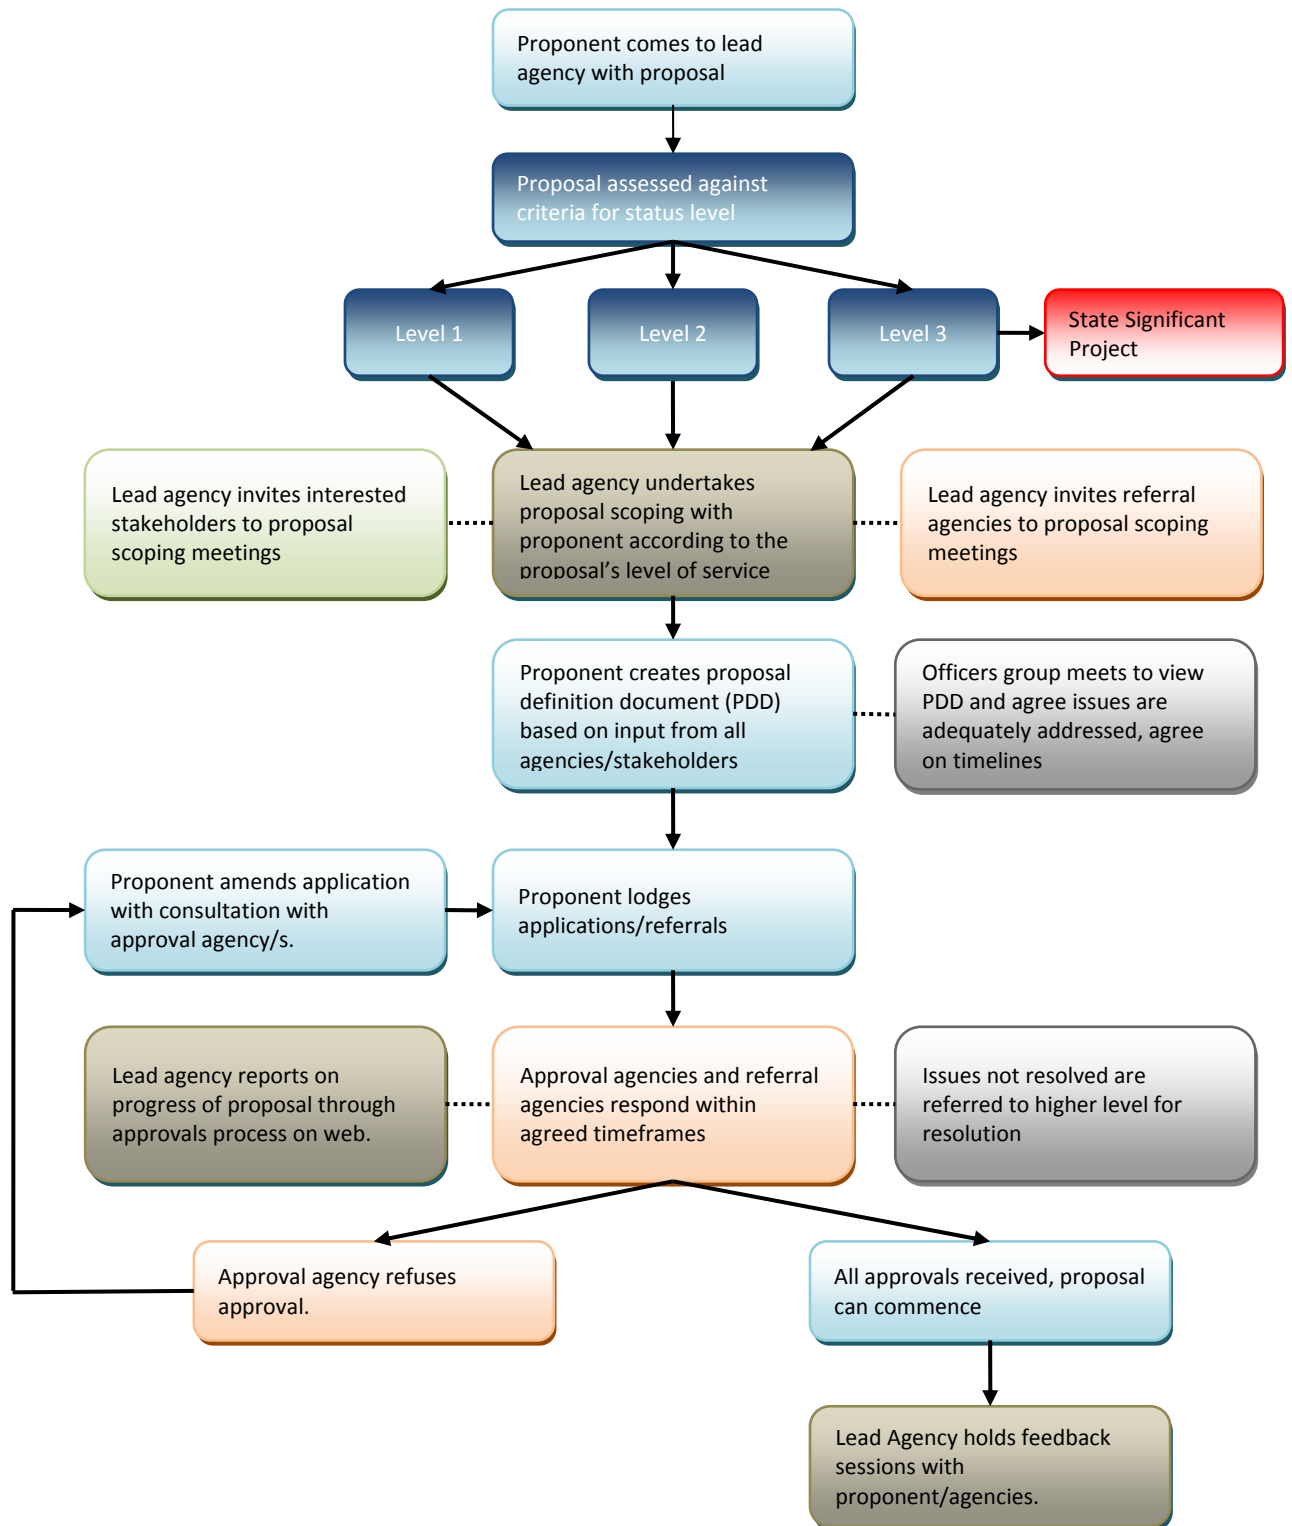 Proponent comes to lead
agency with proposal
Proposal assessed against
criteria for status level
Level 1
Level 2
Level 3
State Significant
Project
Lead agency invites interested
stakeholders to proposal
scoping meetings
Lead agency undertakes
proposal scoping with
proponent according to the
proposal's level of service
Lead agency invites referral
agencies to proposal scoping
meetings
Proponent creates proposal
definition document (PDD)
based on input from all
agencies/stakeholders
Officers group meets to view
PDD and agree issues are
adequately addressed, agree
on timelines
Proponent amends application
with consultation with
approval agency/s.
Proponent lodges
applications/referrals
Lead agency reports on
progress of proposal through
approvals process on web.
Approval agencies and referral
agencies respond within
agreed timeframes
Issues not resolved are
referred to higher level for
resolution
Approval agency refuses
approval.
All approvals received, proposal
can commence
Lead Agency holds feedback
sessions with
proponent/agencies.